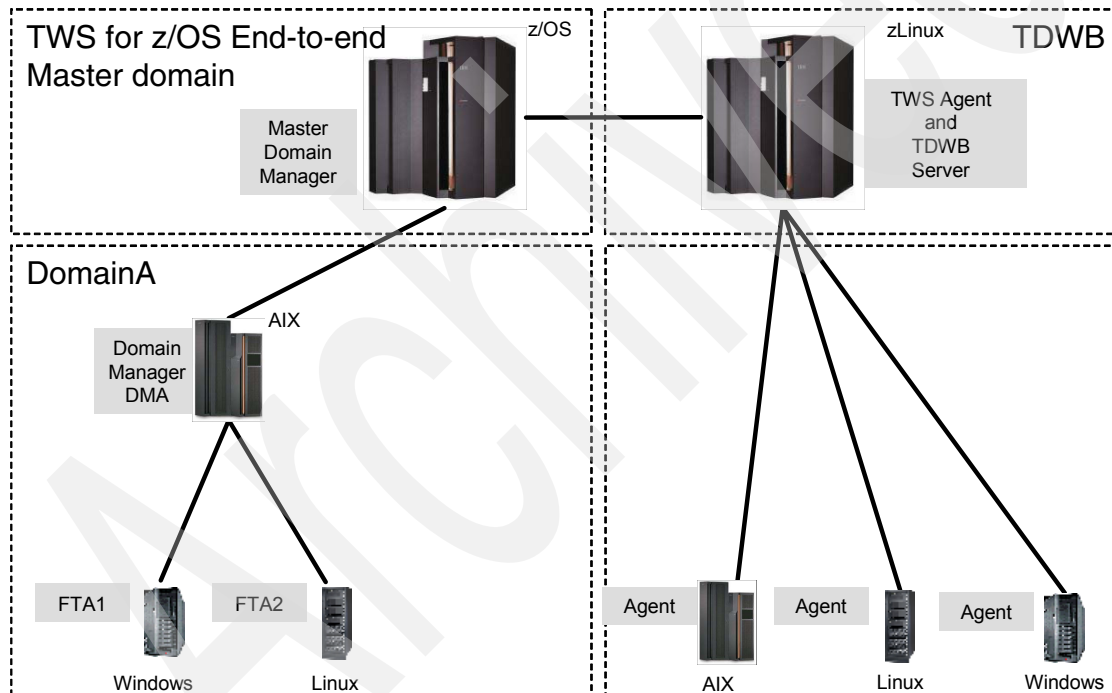 TWS for z/OS End-to-end
Master domain
z/OS
Master
Domain
Manager
zLinux
TDWB
TWS Agent
and
TDWB
Server
DomainA
AIX
Domain
Manager
DMA
FTA1
FTA2
Windows
Linux
Agent
Agent
Agent
AIX
Linux
Windows